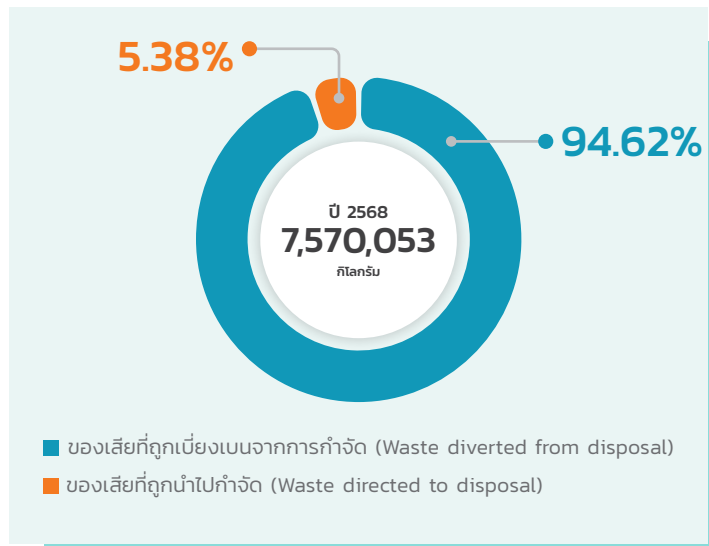 5.38%
94.62%
ปี 2568
7,570,053
กิโลกรัม
ของเสียที่ถูกเบี่ยงเบนจากการกำจัด (Waste diverted from disposal)
ของเสียที่ถูกนำไปกำจัด (Waste directed to disposal)